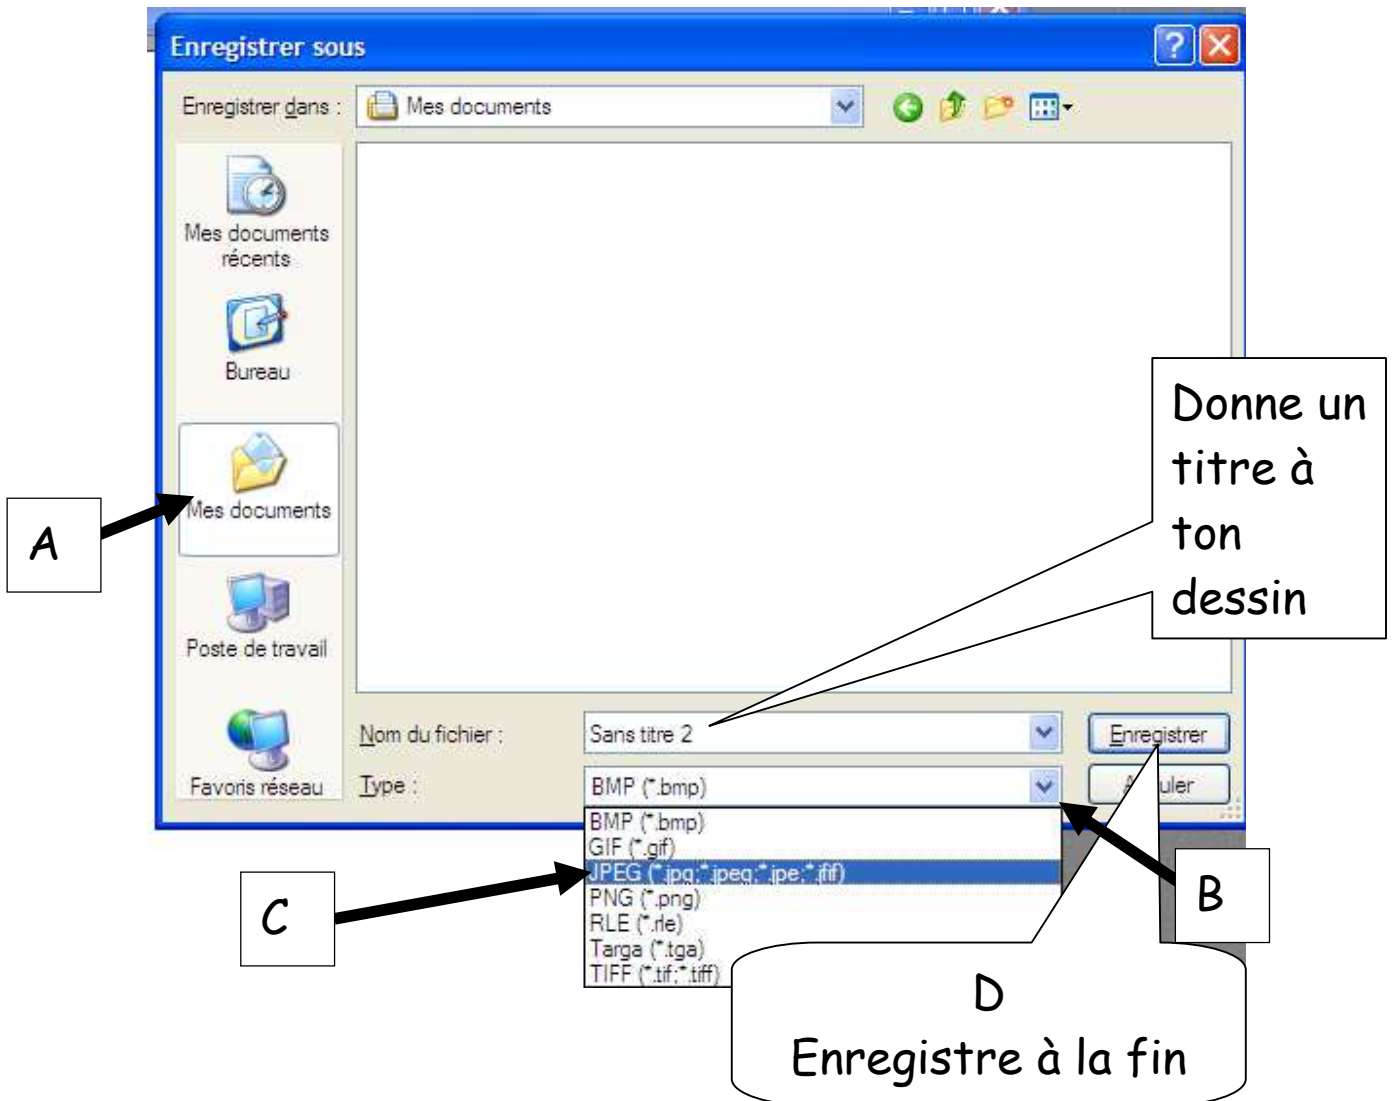 Enregistrer sous
Enregistrer dans :
Mes documents
Mes documents
récents
Bureau
Mes documents
Poste de travail
Favoris réseau
A
Donne un
titre à
ton
dessin
Nom du fichier :
Sans titre 2
Enregistrer
Type :
BMP (*.bmp)
BMP (*.bmp)
GIF (*.gif)
JPEG (*.jpg;*.jpeg;*.jpe;*.jfif)
PNG (*.png)
RLE (*.rle)
Targa (*.tga)
TIFF (*.tif;*.tiff)
C
B
D
Enregistre à la fin